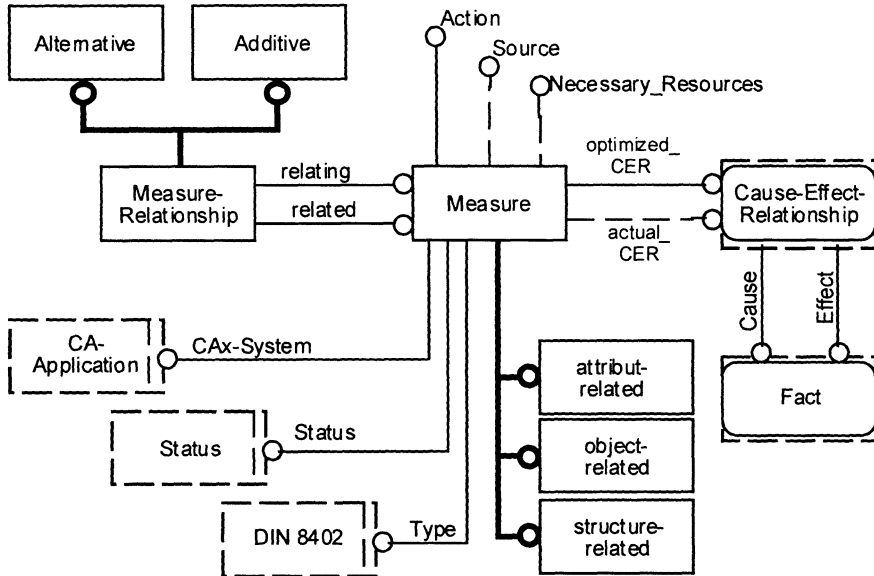 Action
Alternative
Additive
Source
Necessary_Resources
relating
optimized_
CER
Measure-
Relationship
Measure
Cause-Effect-
Relationship
related
actual_
CER
Cause
Effect
CA-
Application
CAx-System
attribut-
related
Fact
Status
Status
object-
related
DIN 8402
Type
structure-
related